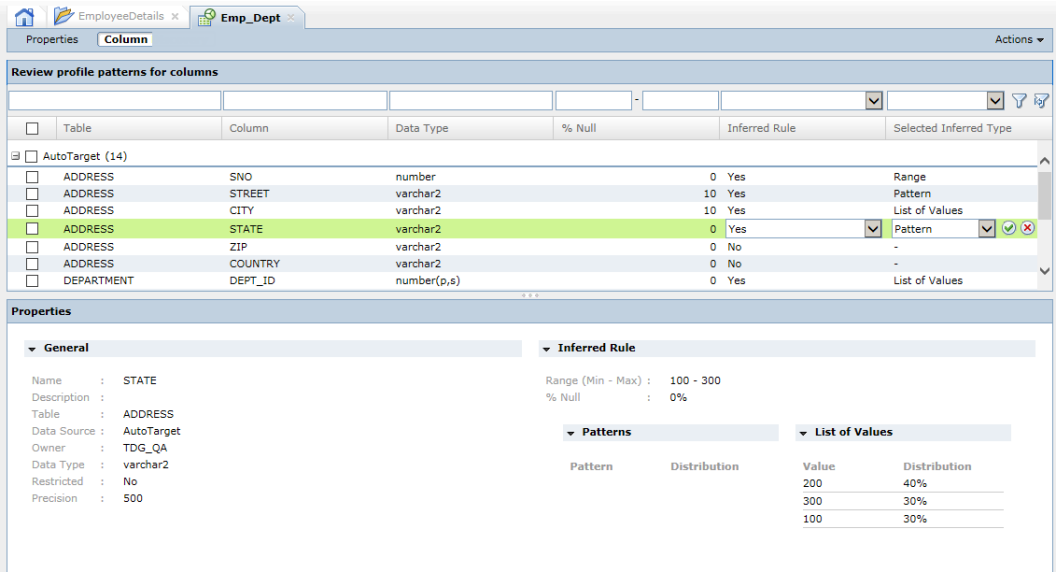 EmployeeDetails × Emp_Dept ×
Properties Column Actions
Review profile patterns for columns
-
Table Column Data Type % Null Inferred Rule Selected Inferred Type
AutoTarget (14)
ADDRESS SNO number 0 Yes Range
ADDRESS STREET varchar2 10 Yes Pattern
ADDRESS CITY varchar2 10 Yes List of Values
ADDRESS STATE varchar2 0 Yes Pattern
ADDRESS ZIP varchar2 0 No -
ADDRESS COUNTRY varchar2 0 No -
DEPARTMENT DEPT_ID number(p,s) 0 Yes List of Values
Properties
General
Name : STATE
Description :
Table : ADDRESS
Data Source : AutoTarget
Owner : TDG_QA
Data Type : varchar2
Restricted : No
Precision : 500
Inferred Rule
Range (Min - Max) : 100 - 300
% Null : 0%
Patterns
Pattern Distribution
List of Values
Value Distribution
200 40%
300 30%
100 30%